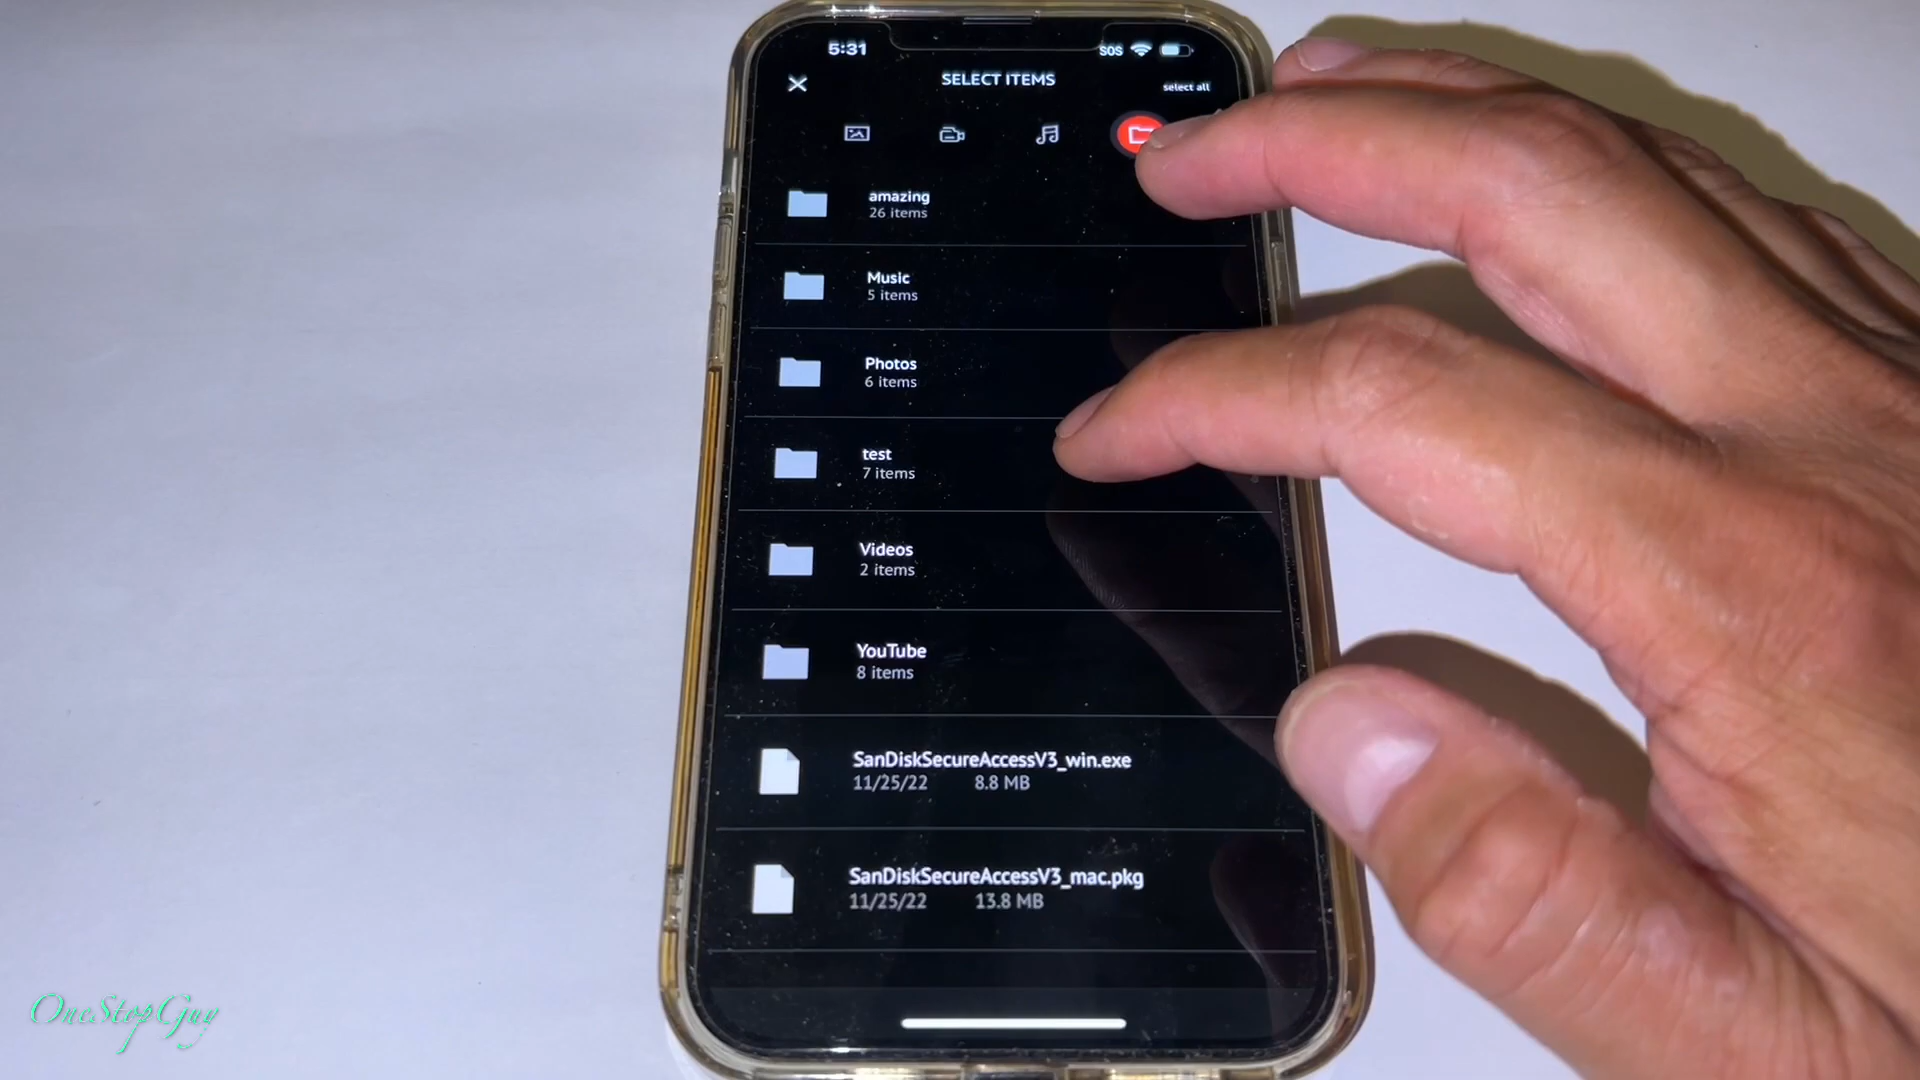 5:31
SOS
SELECT ITEMS
select all
amazing
26 items
Music
5 items
Photos
6 items
test
7 items
Videos
2 items
YouTube
8 items
SanDiskSecureAccessV3_win.exe
11/25/22 8.8 MB
SanDiskSecureAccessV3_mac.pkg
11/25/22 13.8 MB
OneStopGuy